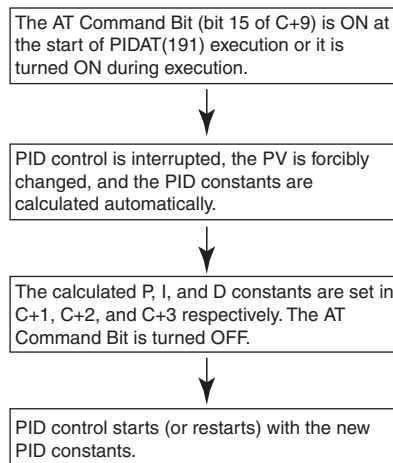 The AT Command Bit (bit 15 of C+9) is ON at
the start of PIDAT(191) execution or it is
turned ON during execution.
PID control is interrupted, the PV is forcibly
changed, and the PID constants are
calculated automatically.
The calculated P, I, and D constants are set in
C+1, C+2, and C+3 respectively. The AT
Command Bit is turned OFF.
PID control starts (or restarts) with the new
PID constants.